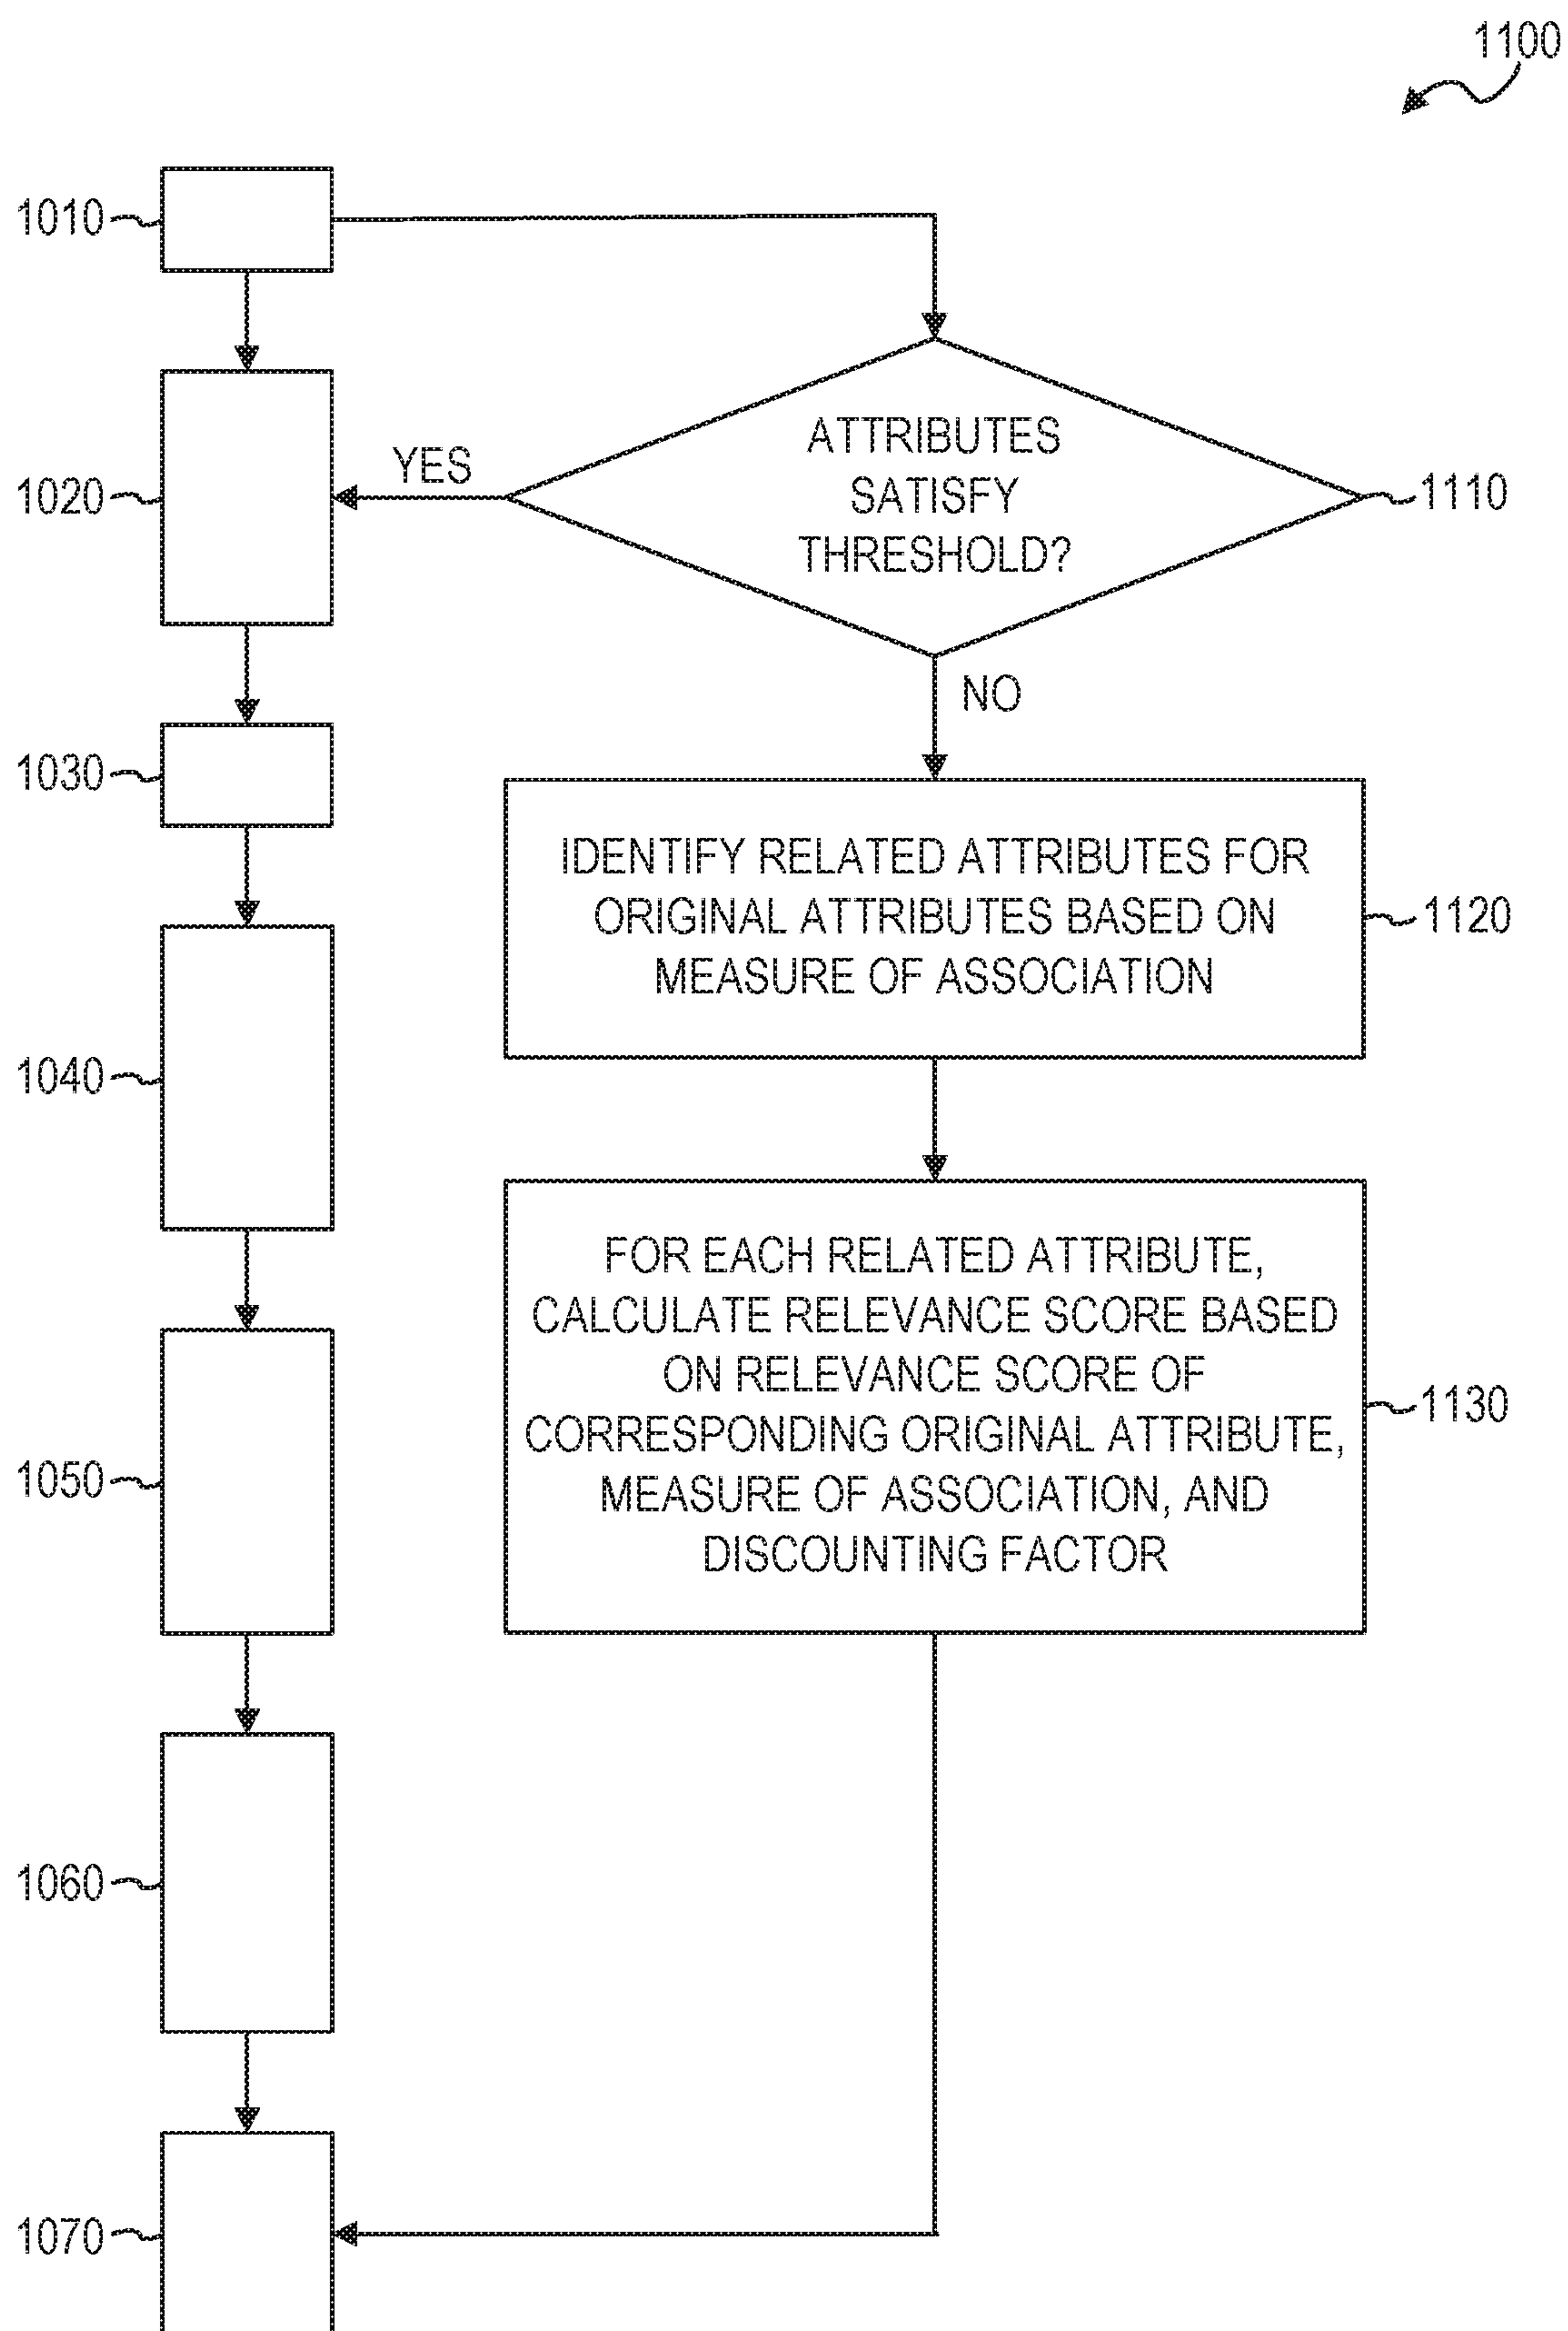 1100
1010
ATTRIBUTES
SATISFY
THRESHOLD?
YES
1020
1110
NO
1030
IDENTIFY RELATED ATTRIBUTES FOR
ORIGINAL ATTRIBUTES BASED ON
MEASURE OF ASSOCIATION
1120
1040
FOR EACH RELATED ATTRIBUTE,
CALCULATE RELEVANCE SCORE BASED
ON RELEVANCE SCORE OF
CORRESPONDING ORIGINAL ATTRIBUTE,
MEASURE OF ASSOCIATION, AND
DISCOUNTING FACTOR
1130
1050
1060
1070